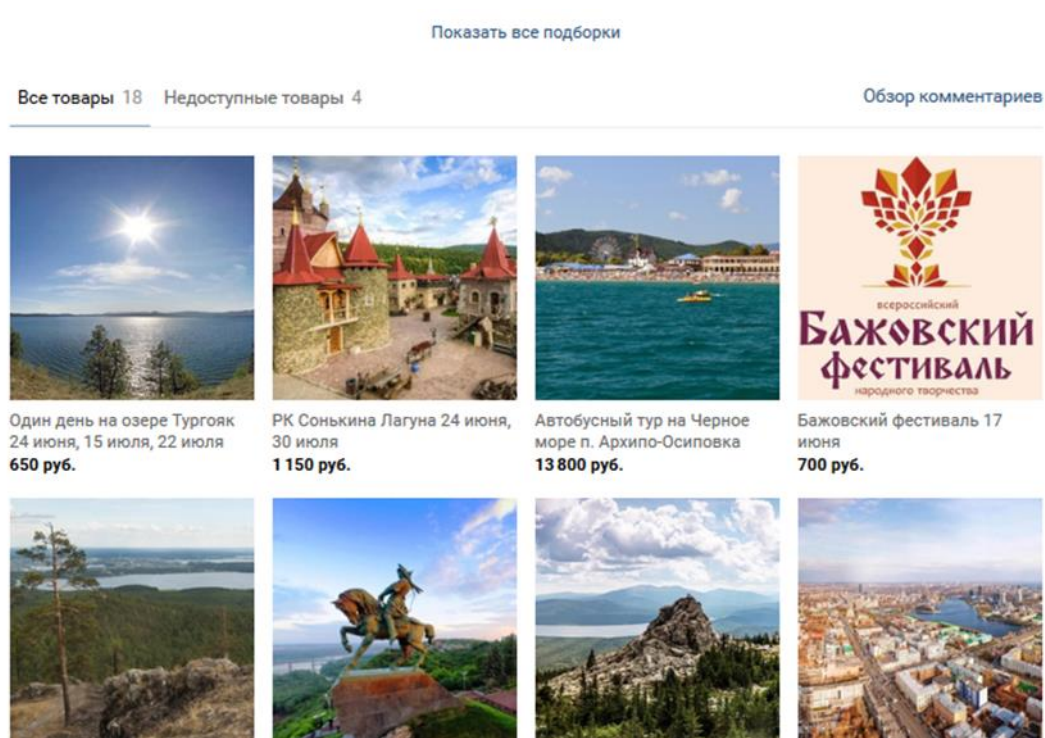 Показать все подборки
Все товары 18 Недоступные товары 4 Обзор комментариев
всероссийский
Бажовский
фестиваль
народного творчества
Один день на озере Тургояк
24 июня, 15 июля, 22 июля
650 руб.
РК Сонькина Лагуна 24 июня,
30 июля
1 150 руб.
Автобусный тур на Черное
море п. Архипо-Осиповка
13 800 руб.
Бажовский фестиваль 17
июня
700 руб.